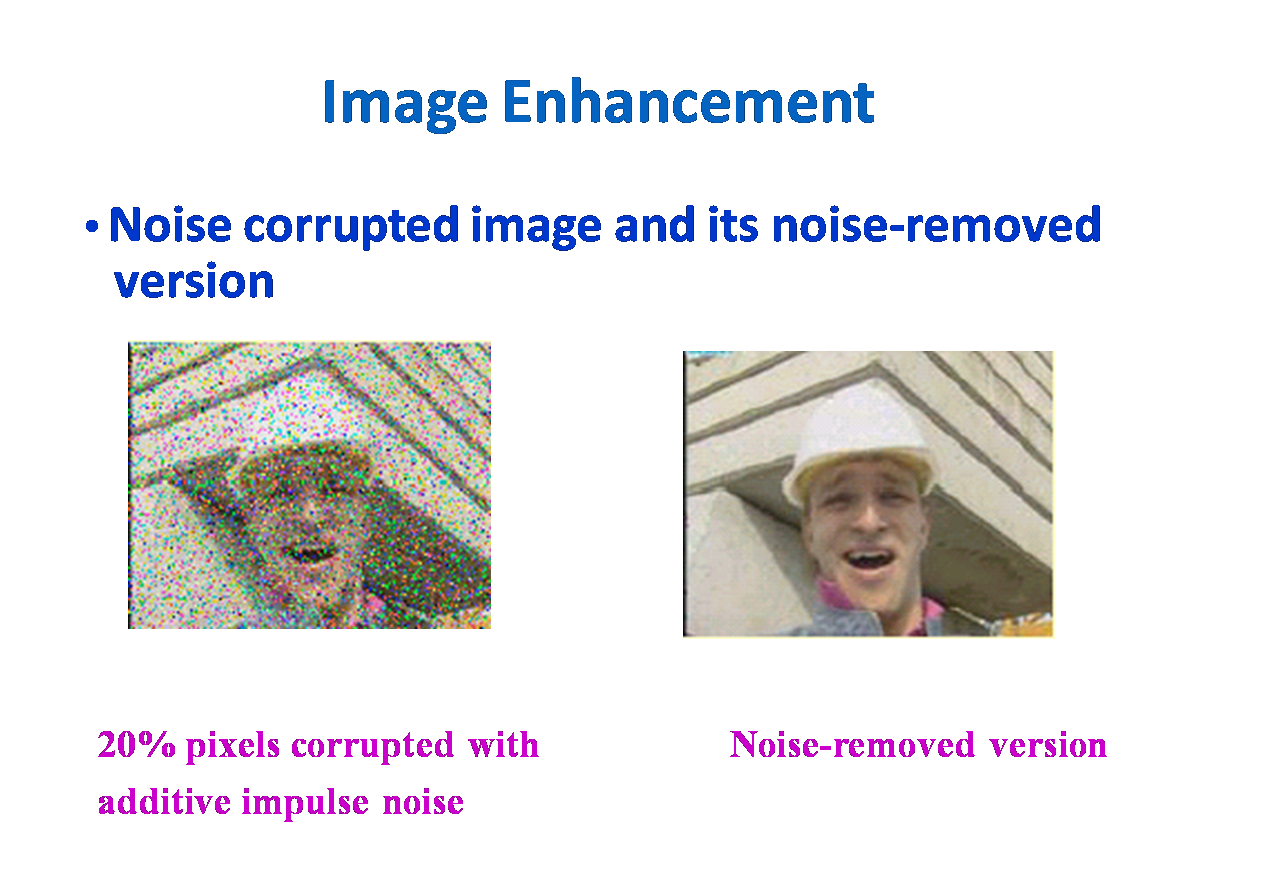 Image Enhancement
• Noise corrupted image and its noise-removed
version
20% pixels corrupted with
additive impulse noise
Noise-removed version